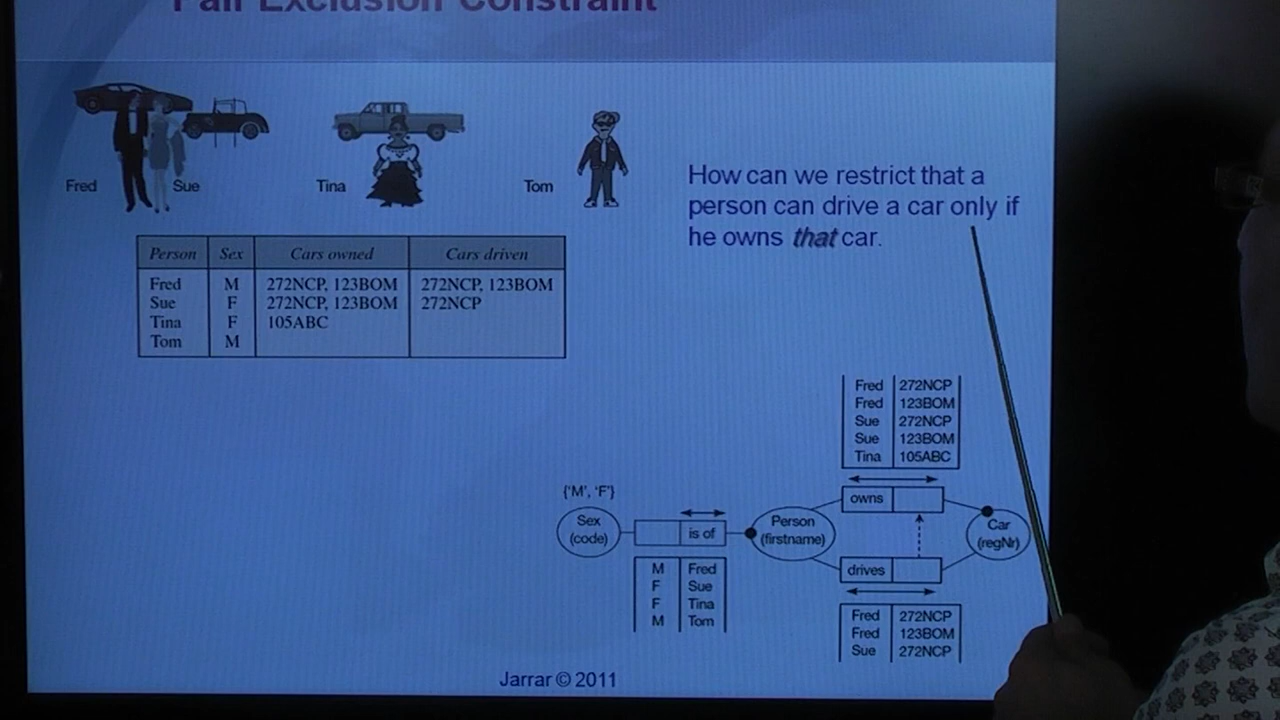 Pair Exclusion Constraint
Fred
Sue
Tina
Tom
How can we restrict that a
person can drive a car only if
he owns that car.
Person Sex Cars owned Cars driven
Fred M 272NCP, 123BOM 272NCP, 123BOM
Sue F 272NCP, 123BOM 272NCP
Tina F 105ABC
Tom M
Fred 272NCP
Fred 123BOM
Sue 272NCP
Sue 123BOM
Tina 105ABC
{'M', 'F'}
Sex
(code)
is of
Person
(firstname)
owns
drives
Car
(regNr)
M Fred
F Sue
F Tina
M Tom
Fred 272NCP
Fred 123BOM
Sue 272NCP
Jarrar © 2011